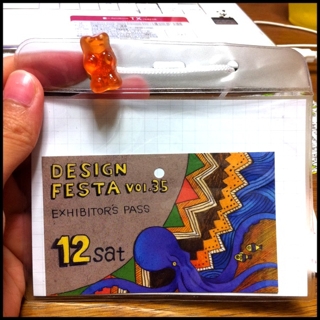 DESIGN
FESTA VOL.35
EXHIBITOR'S PASS
12 sat